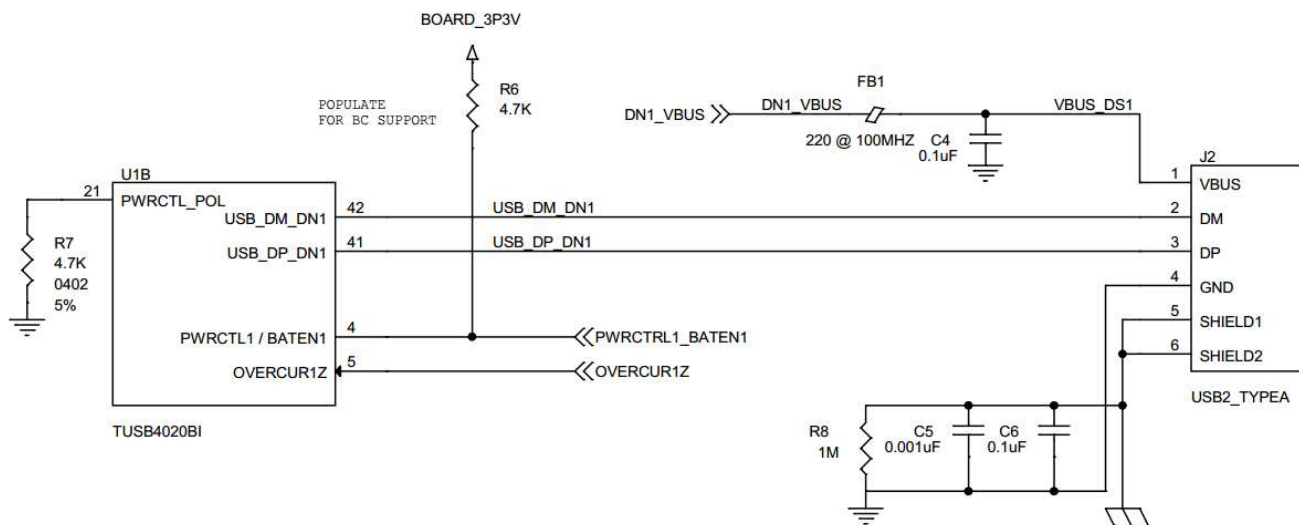 BOARD_3P3V
R6
4.7K
POPULATE
FOR BC SUPPORT
FB1
DN1_VBUS
DN1_VBUS
VBUS_DS1
220 @ 100MHZ
C4
0.1uF
J2
1
VBUS
2
DM
3
DP
4
GND
5
SHIELD1
6
SHIELD2
USB2_TYPEA
U1B
21
PWRCTL_POL
USB_DM_DN1
42
USB_DM_DN1
USB_DP_DN1
41
USB_DP_DN1
R7
4.7K
0402
5%
PWRCTL1 / BATEN1
4
PWRCTRL1_BATEN1
OVERCUR1Z
5
OVERCUR1Z
TUSB4020BI
R8
1M
C5
0.001uF
C6
0.1uF